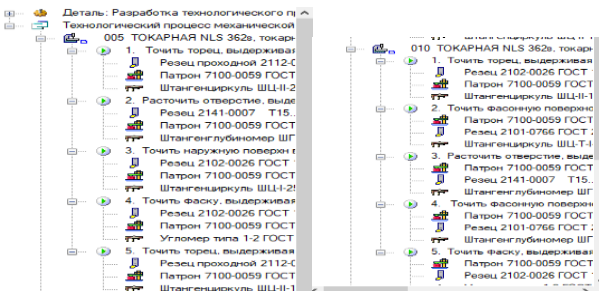 Деталь: Разработка технологического п
Технологический процесс механической
005 ТОКАРНАЯ NLS 362в, токарн
1. Точить торец, выдерживая
Резец проходной 2112-0
Патрон 7100-0059 ГОСТ
Штангенциркуль ШЦ-II-2
2. Расточить отверстие, выде
Резец 2141-0007 Т15..
Патрон 7100-0059 ГОСТ
Штангенглубиномер ШГ
3. Точить наружную поверхн в
Резец 2102-0026 ГОСТ
Патрон 7100-0059 ГОСТ
Штангенциркуль ШЦ-I-2
4. Точить фаску, выдерживая
Резец 2102-0026 ГОСТ
Патрон 7100-0059 ГОСТ
Угломер типа 1-2 ГОСТ
5. Точить торец, выдерживая
Резец проходной 2112-0
Патрон 7100-0059 ГОСТ
Штангенциркуль ШЦ-II-1
010 ТОКАРНАЯ NLS 362в, токарн
1. Точить торец, выдерживая
Резец 2102-0026 ГОСТ
Патрон 7100-0059 ГОСТ
Штангенциркуль ШЦ-II-1
2. Точить фасонную поверхно
Патрон 7100-0059 ГОСТ
Резец 2101-0766 ГОСТ
Штангенциркуль ШЦ-Т-I
3. Расточить отверстие, выде
Патрон 7100-0059 ГОСТ
Резец 2141-0007 Т15..
Штангенглубиномер ШГ
4. Точить фасонную поверхн
Патрон 7100-0059 ГОСТ
Резец 2101-0766 ГОСТ
Штангенглубиномер ШГ
5. Точить фаску, выдерживая
Патрон 7100-0059 ГОСТ
Резец 2102-0026 ГОСТ